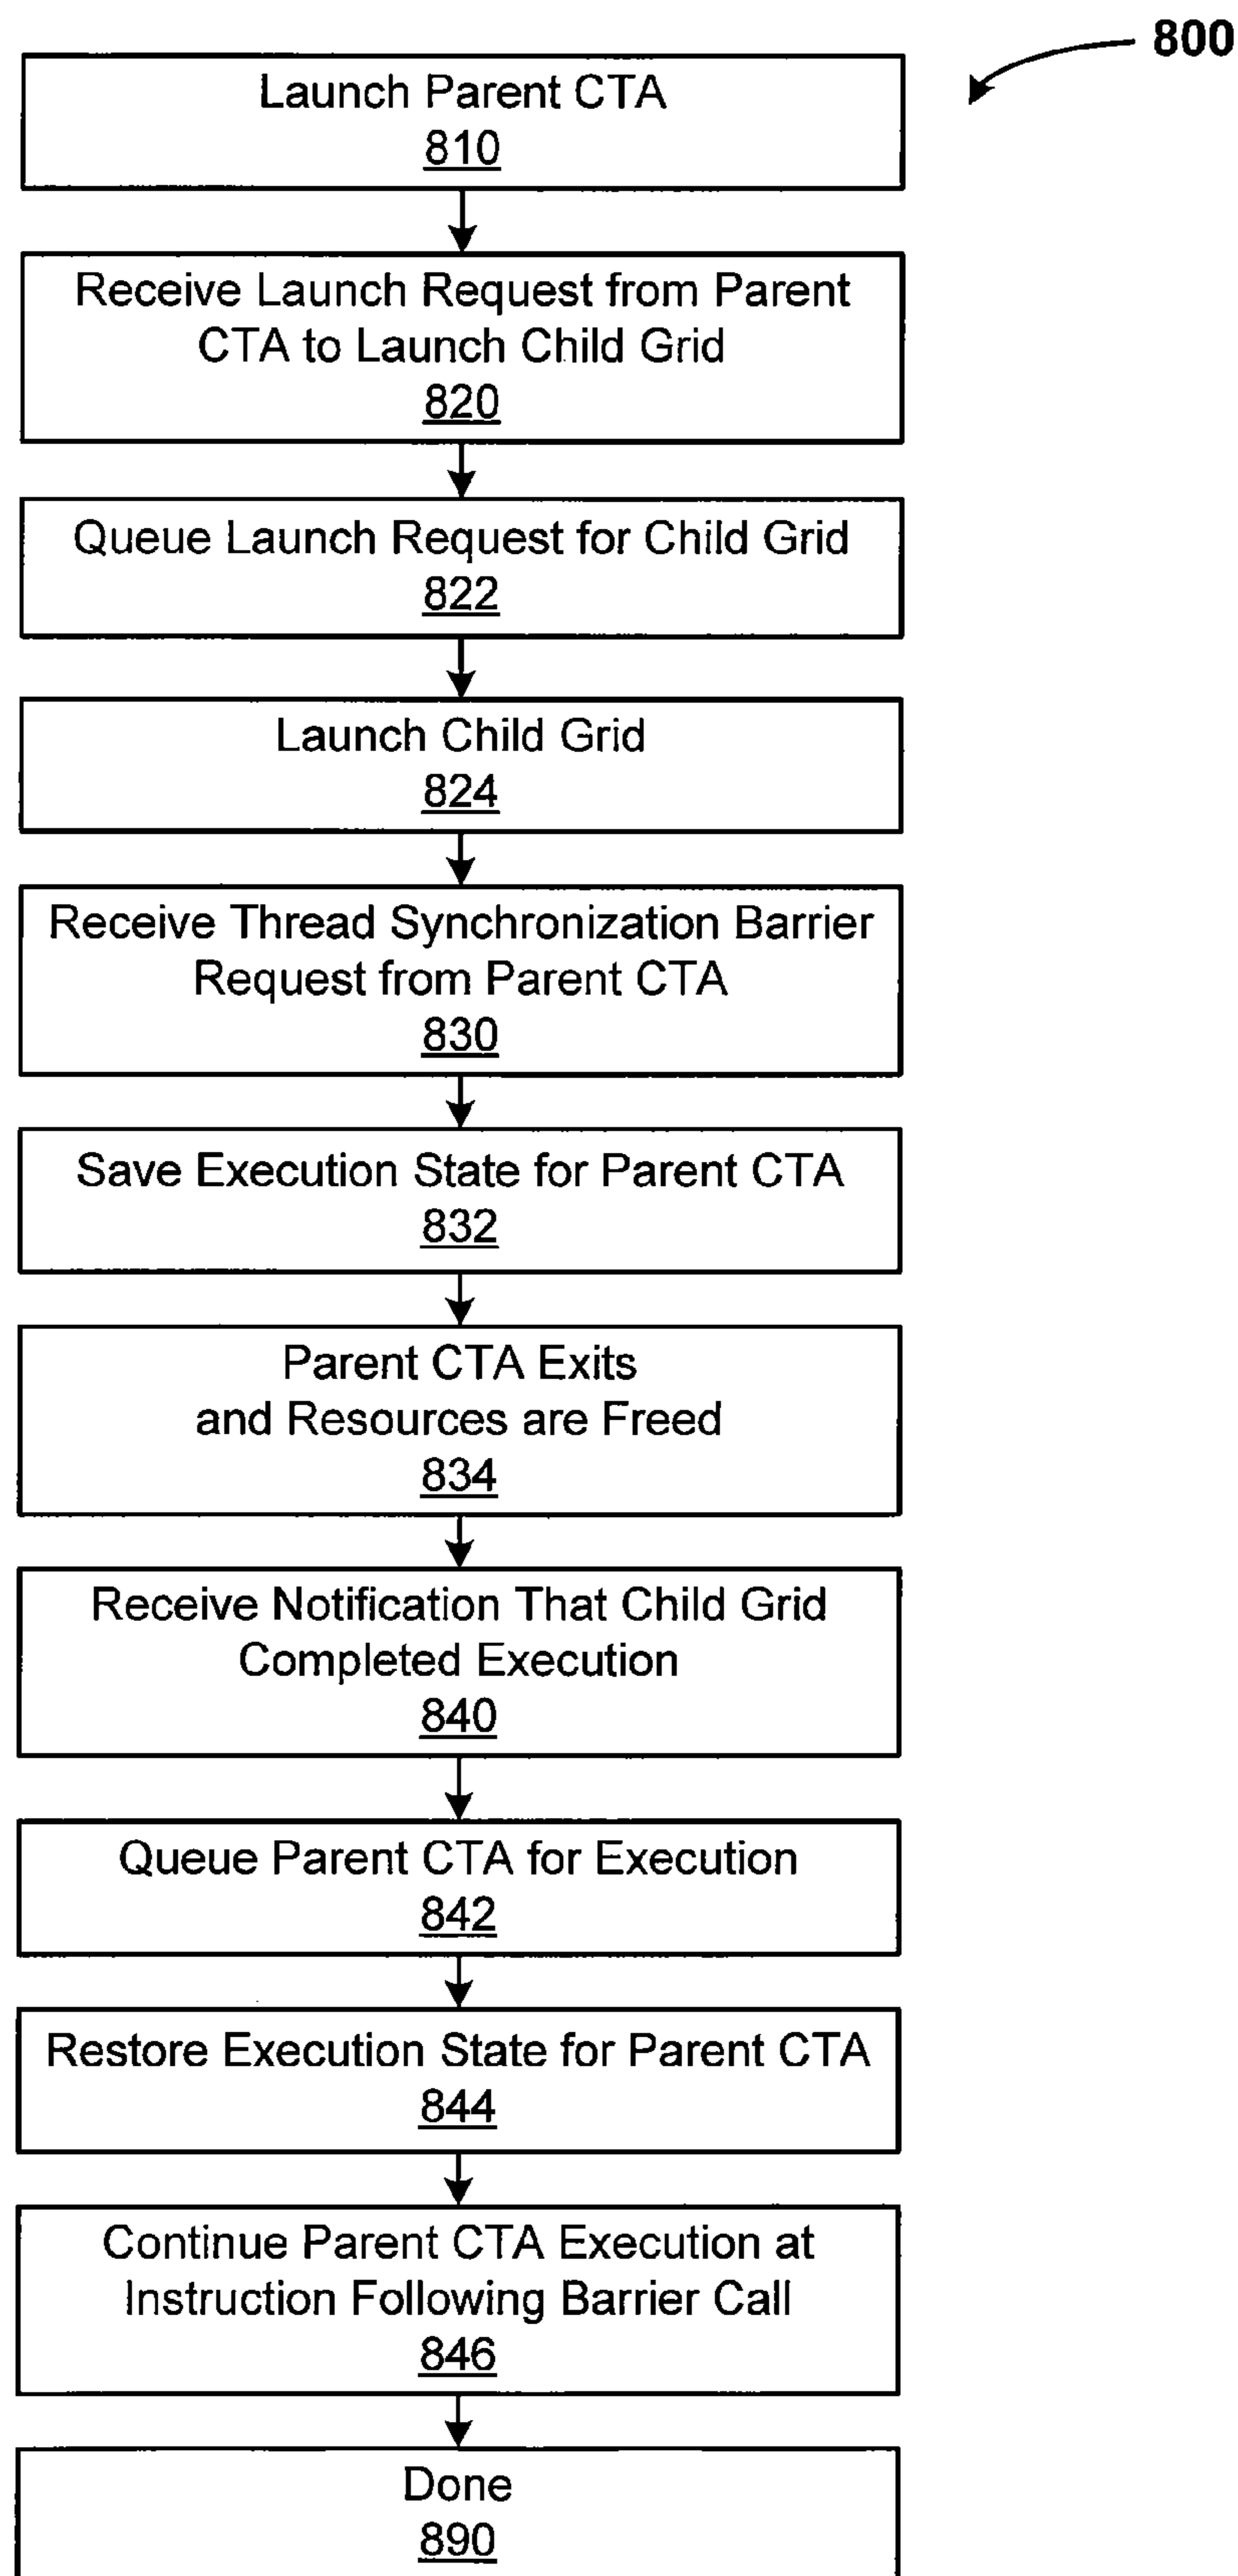 800
Launch Parent CTA
810
Receive Launch Request from Parent
CTA to Launch Child Grid
820
Queue Launch Request for Child Grid
822
Launch Child Grid
824
Receive Thread Synchronization Barrier
Request from Parent CTA
830
Save Execution State for Parent CTA
832
Parent CTA Exits
and Resources are Freed
834
Receive Notification That Child Grid
Completed Execution
840
Queue Parent CTA for Execution
842
Restore Execution State for Parent CTA
844
Continue Parent CTA Execution at
Instruction Following Barrier Call
846
Done
890